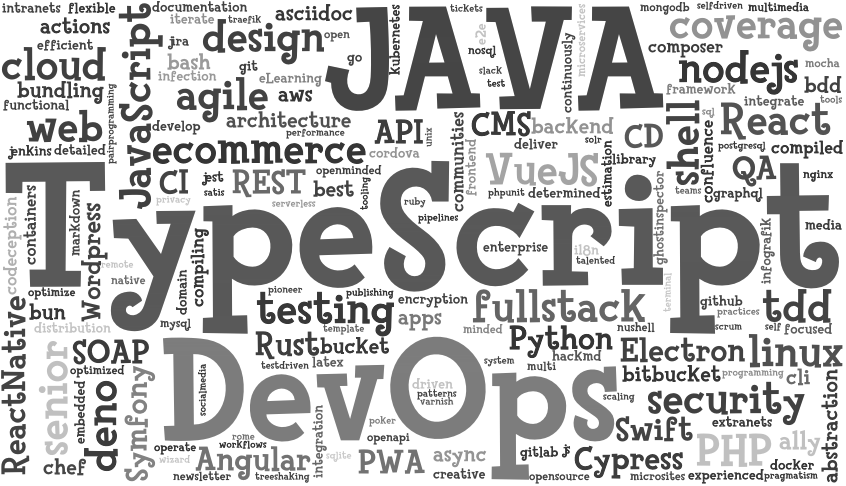 intranets flexible
documentation
iterate traefik
asciidoc
JAVA
kubernetes
tickets
mongodb selfdriven multimedia
coverage
actions
efficient
cloud
bundling
functional
JavaScript
jira
bash
infection
design
open
git
eLearning
go
nosql
e2e
slack
test
continuously
microservices
composer
nodejs
mocha
bdd
tools
framework
integrate
agile
aws
web
jenkins detailed
pairprogramming
develop
architecture
performance
ecommerce
API
unix
cordova
communities
frontend
CMS
backend
deliver
solr
CD
library
estimation
shell
confluence
sql
React
postgresql
compiled
QA
nginx
VueJS
phpunit determined
teams
graphql
CI
jest
satis
REST
openminded
best
tooling
privacy
serverless
ruby
pipelines
TypeScript
codeception
containers
markdown
Wordpress
remote
native
domain
compiling
enterprise
i18n
talented
ghostinspector
terminal
infografik
media
optimize
bun
distribution
mysql
pioneer
publishing
testing
template
encryption
apps
fullstack
minded
github
practices
scrum
tdd
self focused
ReactNative
senior
SOAP
optimized
embedded
deno
Symfony
chef
DevOps
socialmedia
Rust
bucket
testdriven
latex
driven
patterns
varnish
system
Python
nushell
hackmd
multi
scaling
Electron
linux
bitbucket
programming
cli
security
extranets
abstraction
operate
workflows
rome
wizard
newsletter
Angular
treeshaking
integration
sqlite
poker
openapi
PWA
async
creative
gitlab
js
opensource
Swift
Cypress
PHP
ally
docker
microsites
experienced
pragmatism